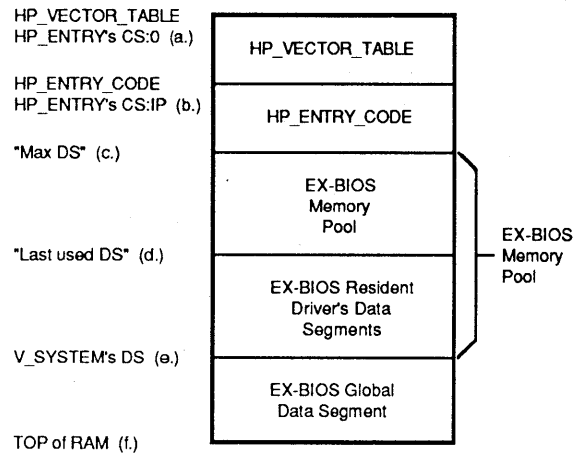 HP_VECTOR_TABLE
HP_ENTRY's CS:0 (a.)
HP_VECTOR_TABLE
HP_ENTRY_CODE
HP_ENTRY's CS:IP (b.)
HP_ENTRY_CODE
"Max DS" (c.)
EX-BIOS
Memory
Pool
EX-BIOS
Memory
Pool
"Last used DS" (d.)
EX-BIOS Resident
Driver's Data
Segments
V_SYSTEM's DS (e.)
EX-BIOS Global
Data Segment
TOP of RAM (f.)